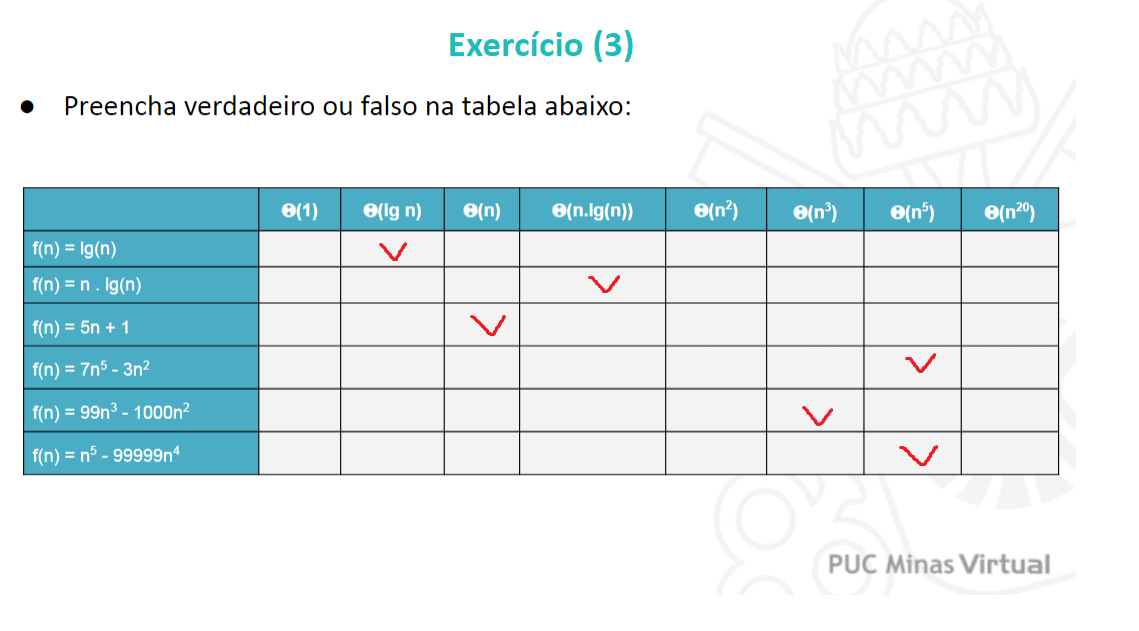 Exercício (3)
● Preencha verdadeiro ou falso na tabela abaixo:
Θ(1) Θ(lg n) Θ(n) Θ(n.lg(n)) Θ(n²) Θ(n³) Θ(n⁵) Θ(n²⁰)
f(n) = lg(n) V
f(n) = n . lg(n) V
f(n) = 5n + 1 V
f(n) = 7n⁵ - 3n² V
f(n) = 99n³ - 1000n² V
f(n) = n⁵ - 99999n⁴ V
PUC Minas Virtual